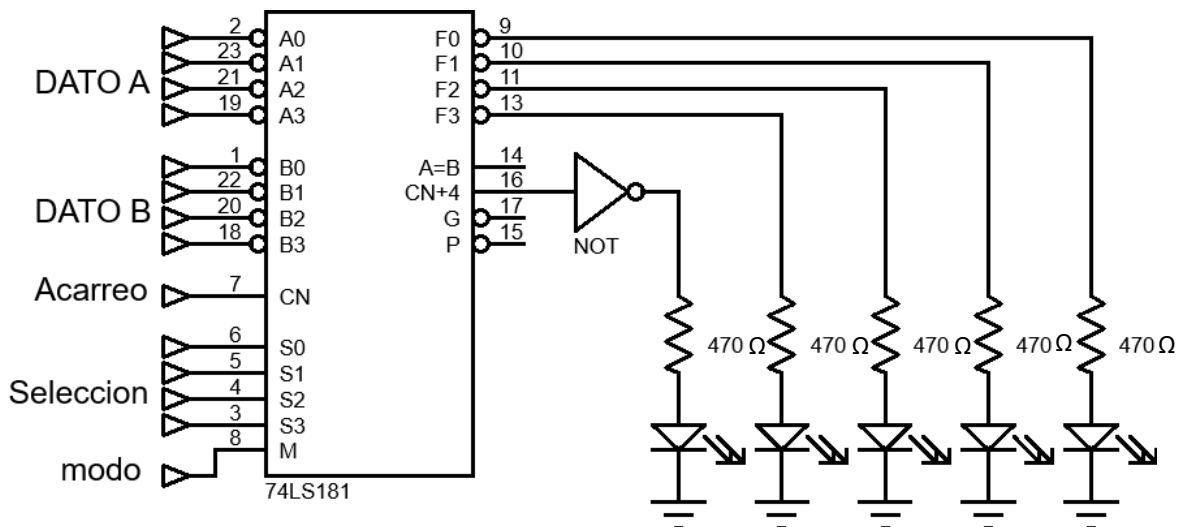 DATO A
2
23
21
19
A0
A1
A2
A3
F0
F1
F2
F3
9
10
11
13
DATO B
1
22
20
18
B0
B1
B2
B3
A=B
CN+4
G
P
14
16
17
15
NOT
Acarreo
7
CN
Seleccion
6
5
4
3
S0
S1
S2
S3
modo
8
M
74LS181
470 Ω
470 Ω
470 Ω
470 Ω
470 Ω